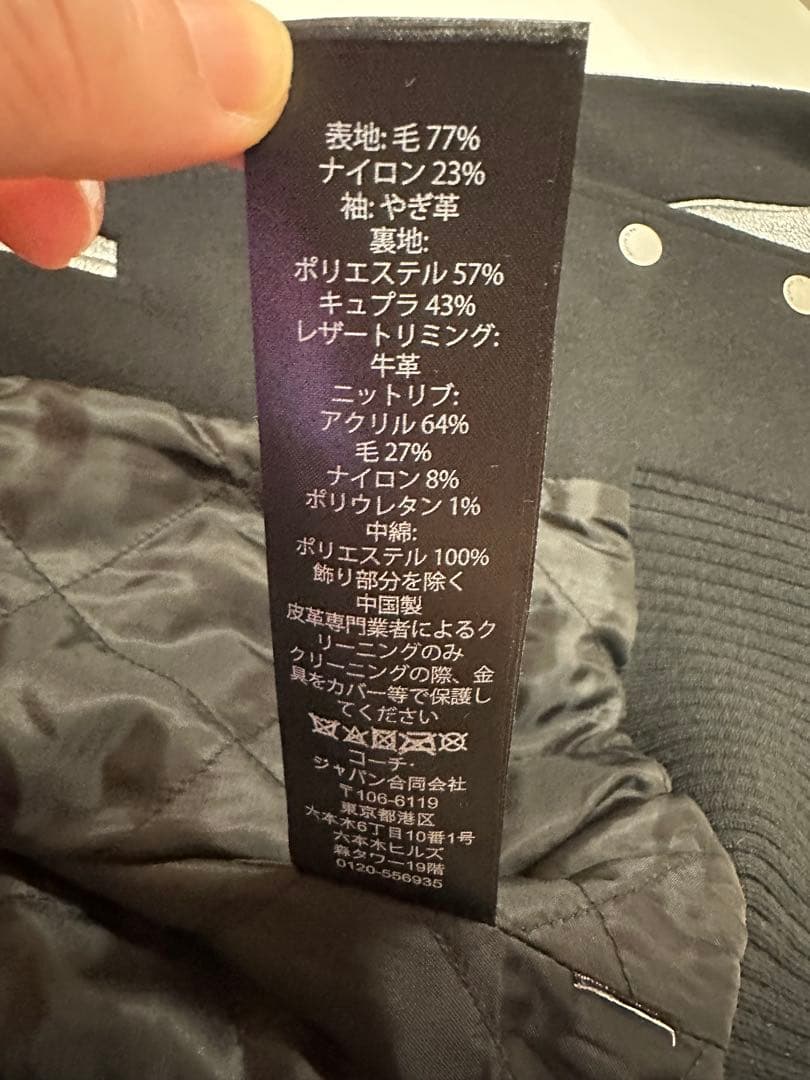 表地: 毛 77%
ナイロン 23%
袖: やぎ革
裏地:
ポリエステル 57%
キュプラ 43%
レザートリミング:
牛革
ニットリブ:
アクリル 64%
毛 27%
ナイロン 8%
ポリウレタン 1%
中綿:
ポリエステル 100%
飾り部分を除く
中国製
皮革専門業者によるク
リーニングのみ
クリーニングの際、金
具をカバー等で保護し
てください
コーチ・
ジャパン合同会社
〒106-6119
東京都港区
六本木6丁目10番1号
六本木ヒルズ
森タワー19階
0120-556935